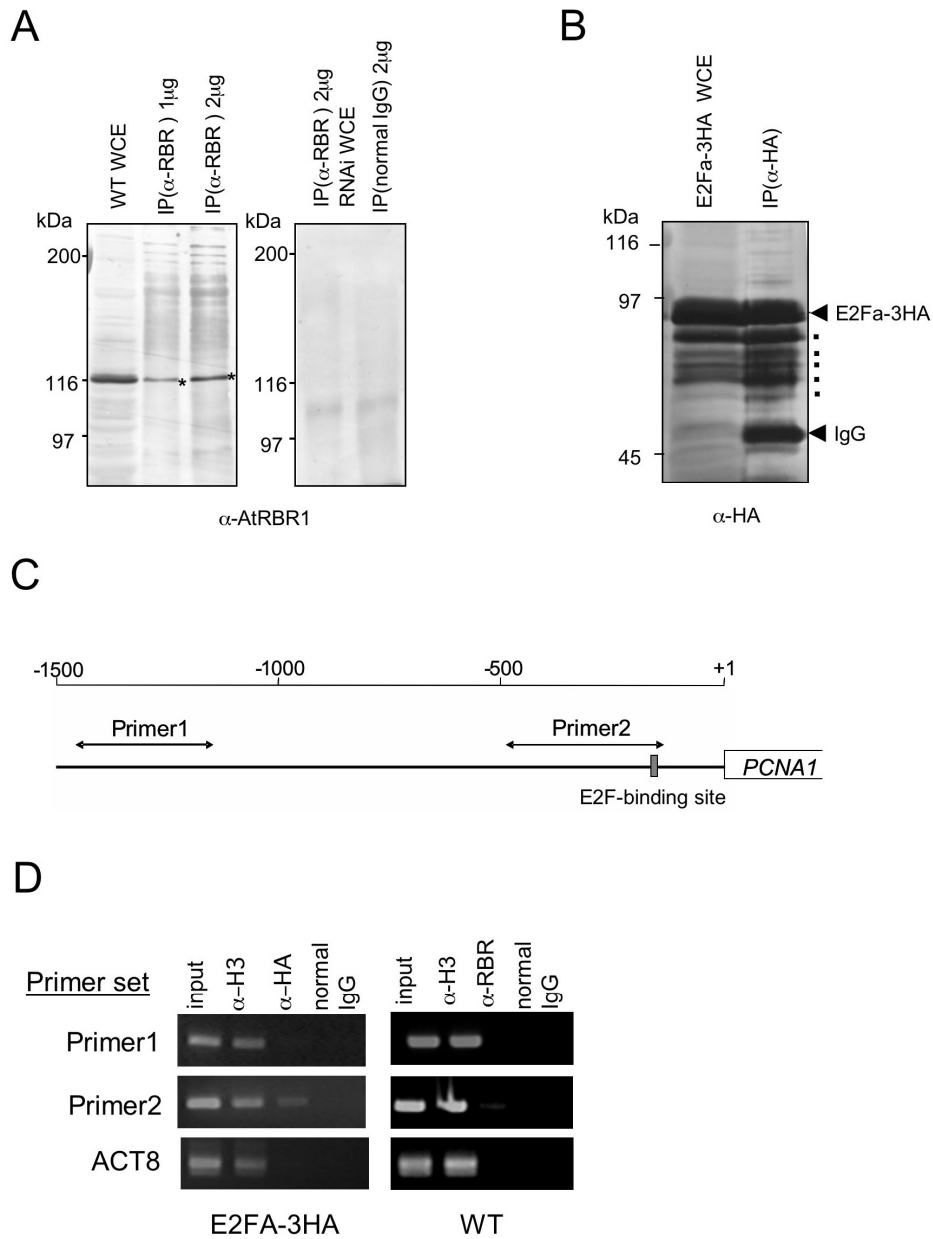 A
WT WCE
IP(α-RBR ) 1μg
IP(α-RBR ) 2μg
IP(α-RBR ) 2μg
RNAi WCE
IP(normal IgG) 2μg
kDa
200
116
97
*
*
kDa
200
116
97
α-AtRBR1
B
E2Fa-3HA WCE
IP(α-HA)
kDa
116
97
45
E2Fa-3HA
IgG
α-HA
C
-1500
-1000
-500
+1
Primer1
Primer2
PCNA1
E2F-binding site
D
Primer set
input
α–H3
α–HA
normal
IgG
input
α-H3
α-RBR
normal
IgG
Primer1
Primer2
ACT8
E2FA-3HA
WT